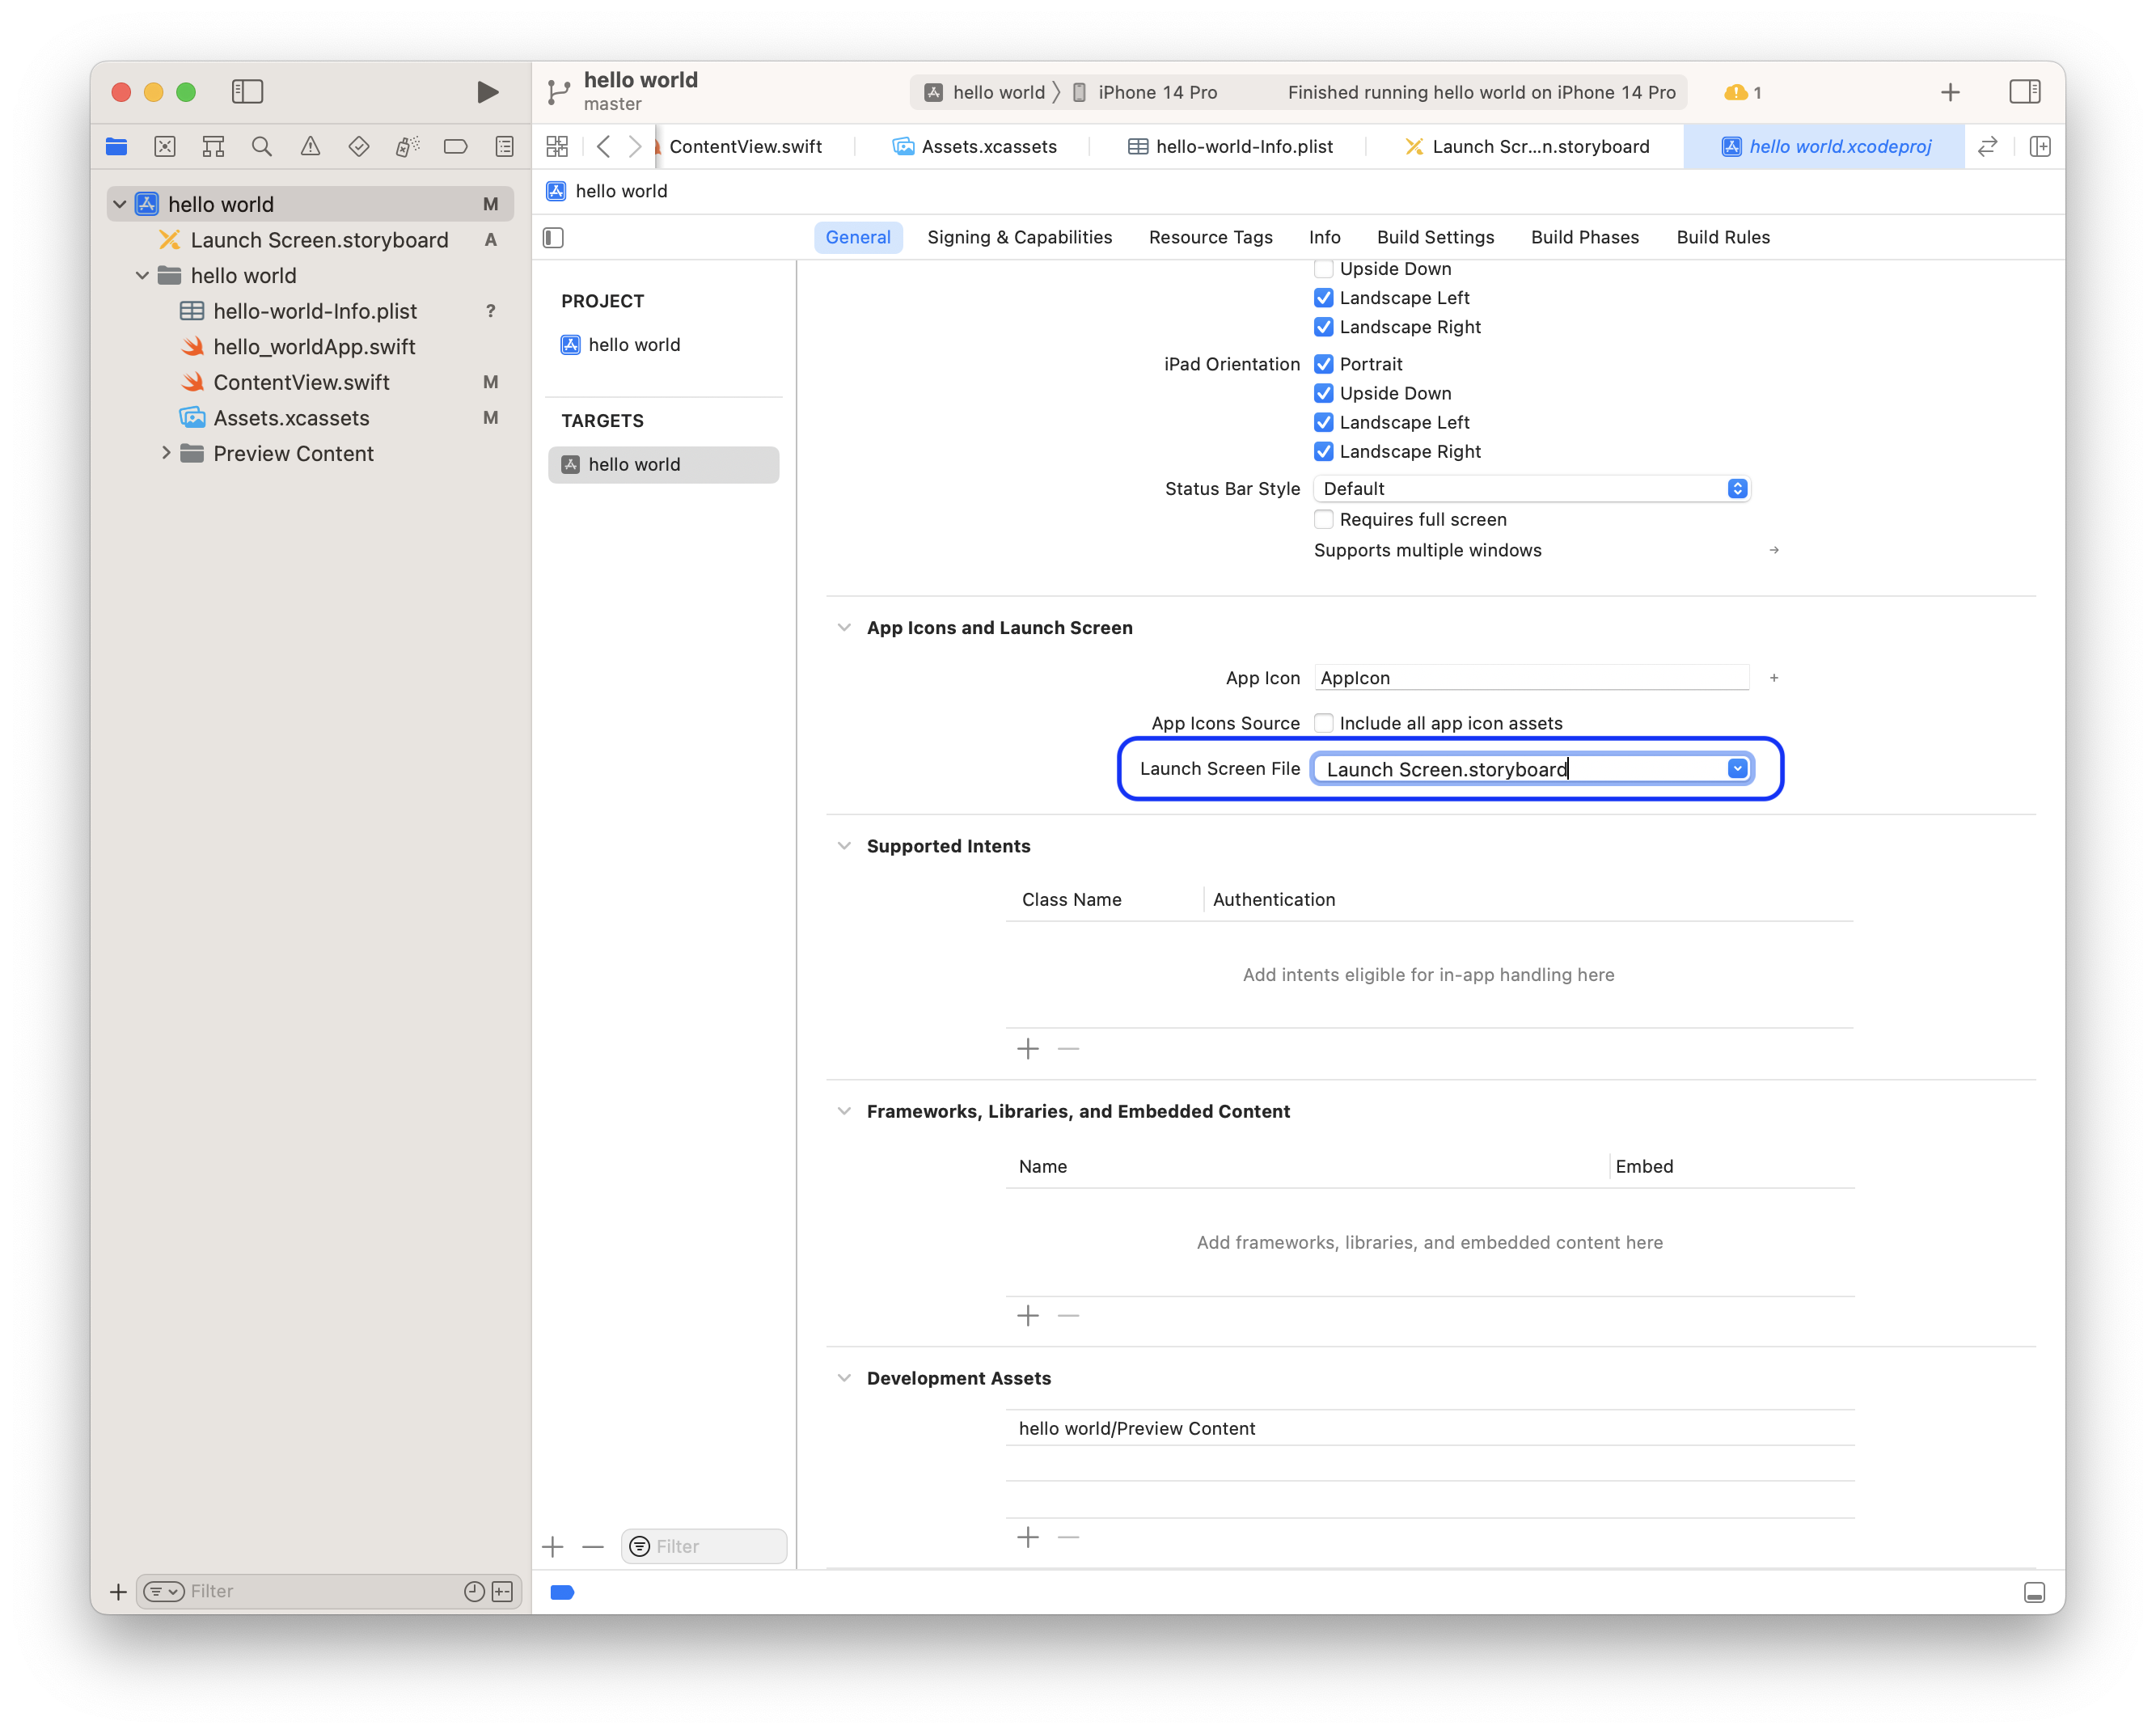 hello world
master
hello world
iPhone 14 Pro
Finished running hello world on iPhone 14 Pro
1
ContentView.swift
Assets.xcassets
hello-world-Info.plist
Launch Scr...n.storyboard
hello world.xcodeproj
hello world M
Launch Screen.storyboard A
hello world
hello-world-Info.plist ?
hello_worldApp.swift
ContentView.swift M
Assets.xcassets M
Preview Content
Filter
hello world
General
Signing & Capabilities
Resource Tags
Info
Build Settings
Build Phases
Build Rules
PROJECT
hello world
TARGETS
hello world
Filter
Upside Down
Landscape Left
Landscape Right
iPad Orientation
Portrait
Upside Down
Landscape Left
Landscape Right
Status Bar Style
Default
Requires full screen
Supports multiple windows
App Icons and Launch Screen
App Icon
AppIcon
App Icons Source
Include all app icon assets
Launch Screen File
Launch Screen.storyboard
Supported Intents
Class Name
Authentication
Add intents eligible for in-app handling here
Frameworks, Libraries, and Embedded Content
Name
Embed
Add frameworks, libraries, and embedded content here
Development Assets
hello world/Preview Content